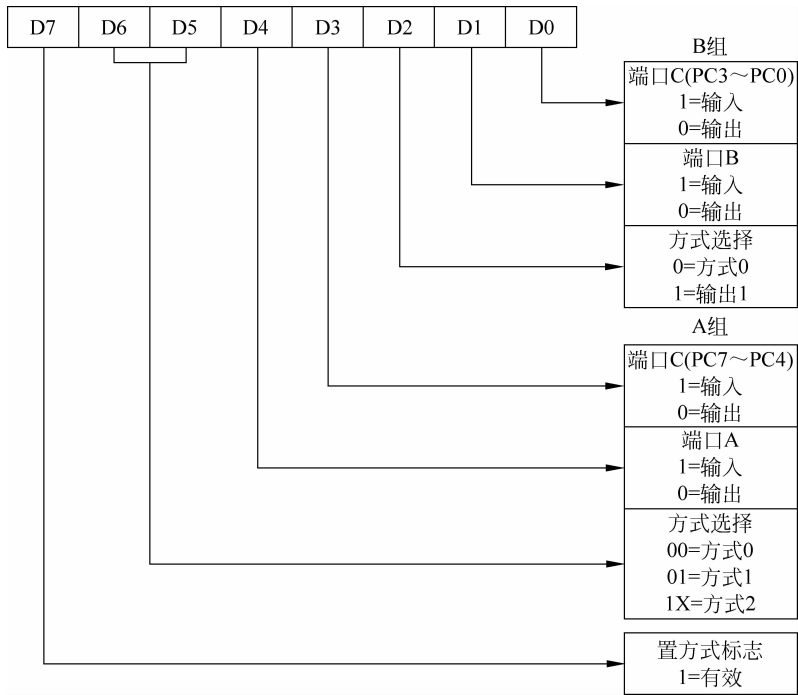 D7 D6 D5 D4 D3 D2 D1 D0
B组
端口C(PC3～PC0)
1=输入
0=输出
端口B
1=输入
0=输出
方式选择
0=方式0
1=输出1
A组
端口C(PC7～PC4)
1=输入
0=输出
端口A
1=输入
0=输出
方式选择
00=方式0
01=方式1
1X=方式2
置方式标志
1=有效